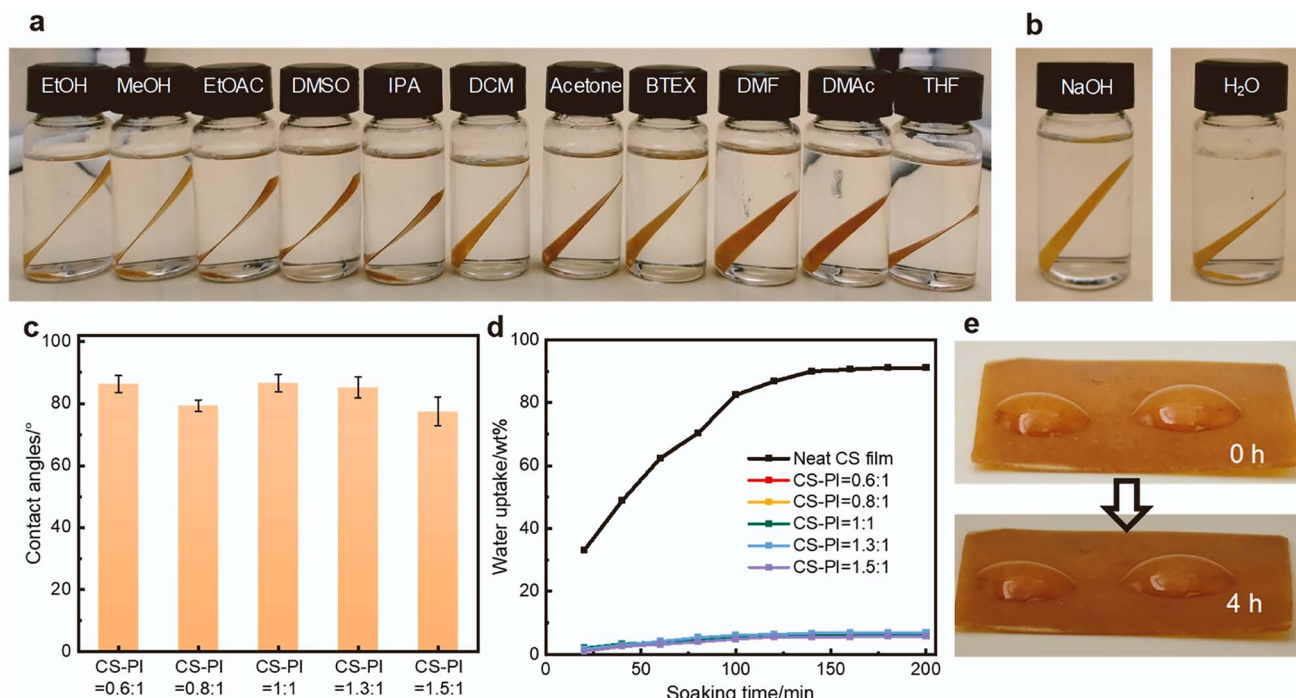 a
EtOH MeOH EtOAC DMSO IPA DCM Acetone BTEX DMF DMAc THF
b
NaOH H₂O
c
Contact angles/°
100
80
60
40
20
0
CS-PI CS-PI CS-PI CS-PI CS-PI
=0.6:1 =0.8:1 =1:1 =1.3:1 =1.5:1
d
Water uptake/wt%
100
80
60
40
20
0
Neat CS film
CS-PI=0.6:1
CS-PI=0.8:1
CS-PI=1:1
CS-PI=1.3:1
CS-PI=1.5:1
0 50 100 150 200
Soaking time/min
e
0 h
4 h